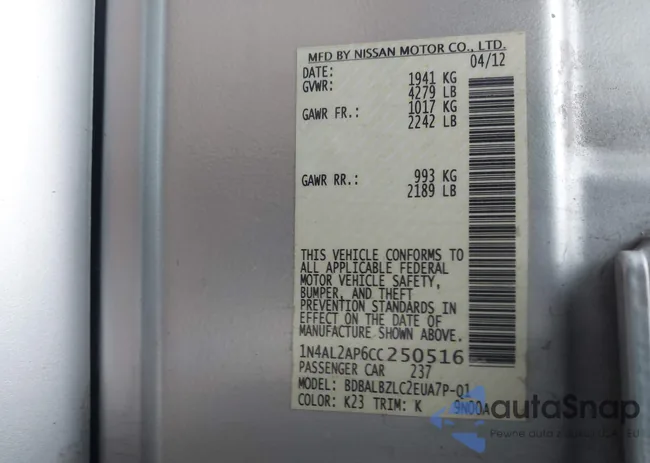 MFD BY NISSAN MOTOR CO., LTD.
DATE: 04/12
GVWR: 1941 KG
4279 LB
GAWR FR.: 1017 KG
2242 LB
GAWR RR.: 993 KG
2189 LB
THIS VEHICLE CONFORMS TO
ALL APPLICABLE FEDERAL
MOTOR VEHICLE SAFETY,
BUMPER, AND THEFT
PREVENTION STANDARDS IN
EFFECT ON THE DATE OF
MANUFACTURE SHOWN ABOVE.
1N4AL2AP6CC250516
PASSENGER CAR 237
MODEL: BDBALBZLC2EUA7P-Q1
COLOR: K23 TRIM: K 9N00A
autoSnap
Pewne auta z